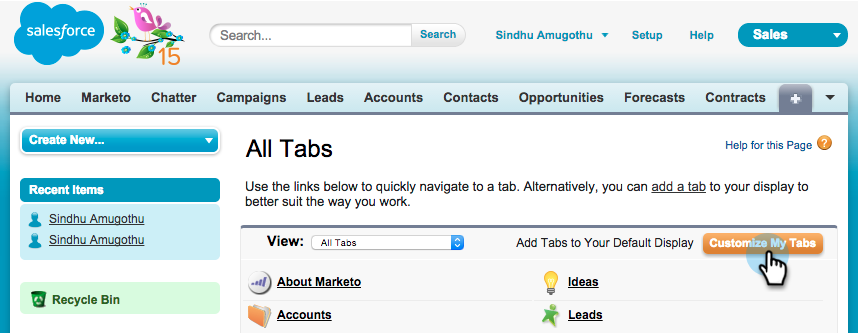 salesforce
15
Search...
Search
Sindhu Amugothu
Setup
Help
Sales
Home Marketo Chatter Campaigns Leads Accounts Contacts Opportunities Forecasts Contracts +
Create New...
Recent Items
Sindhu Amugothu
Sindhu Amugothu
Recycle Bin
All Tabs
Help for this Page ?
Use the links below to quickly navigate to a tab. Alternatively, you can add a tab to your display to
better suit the way you work.
View: All Tabs
Add Tabs to Your Default Display
Customize My Tabs
About Marketo
Ideas
Accounts
Leads